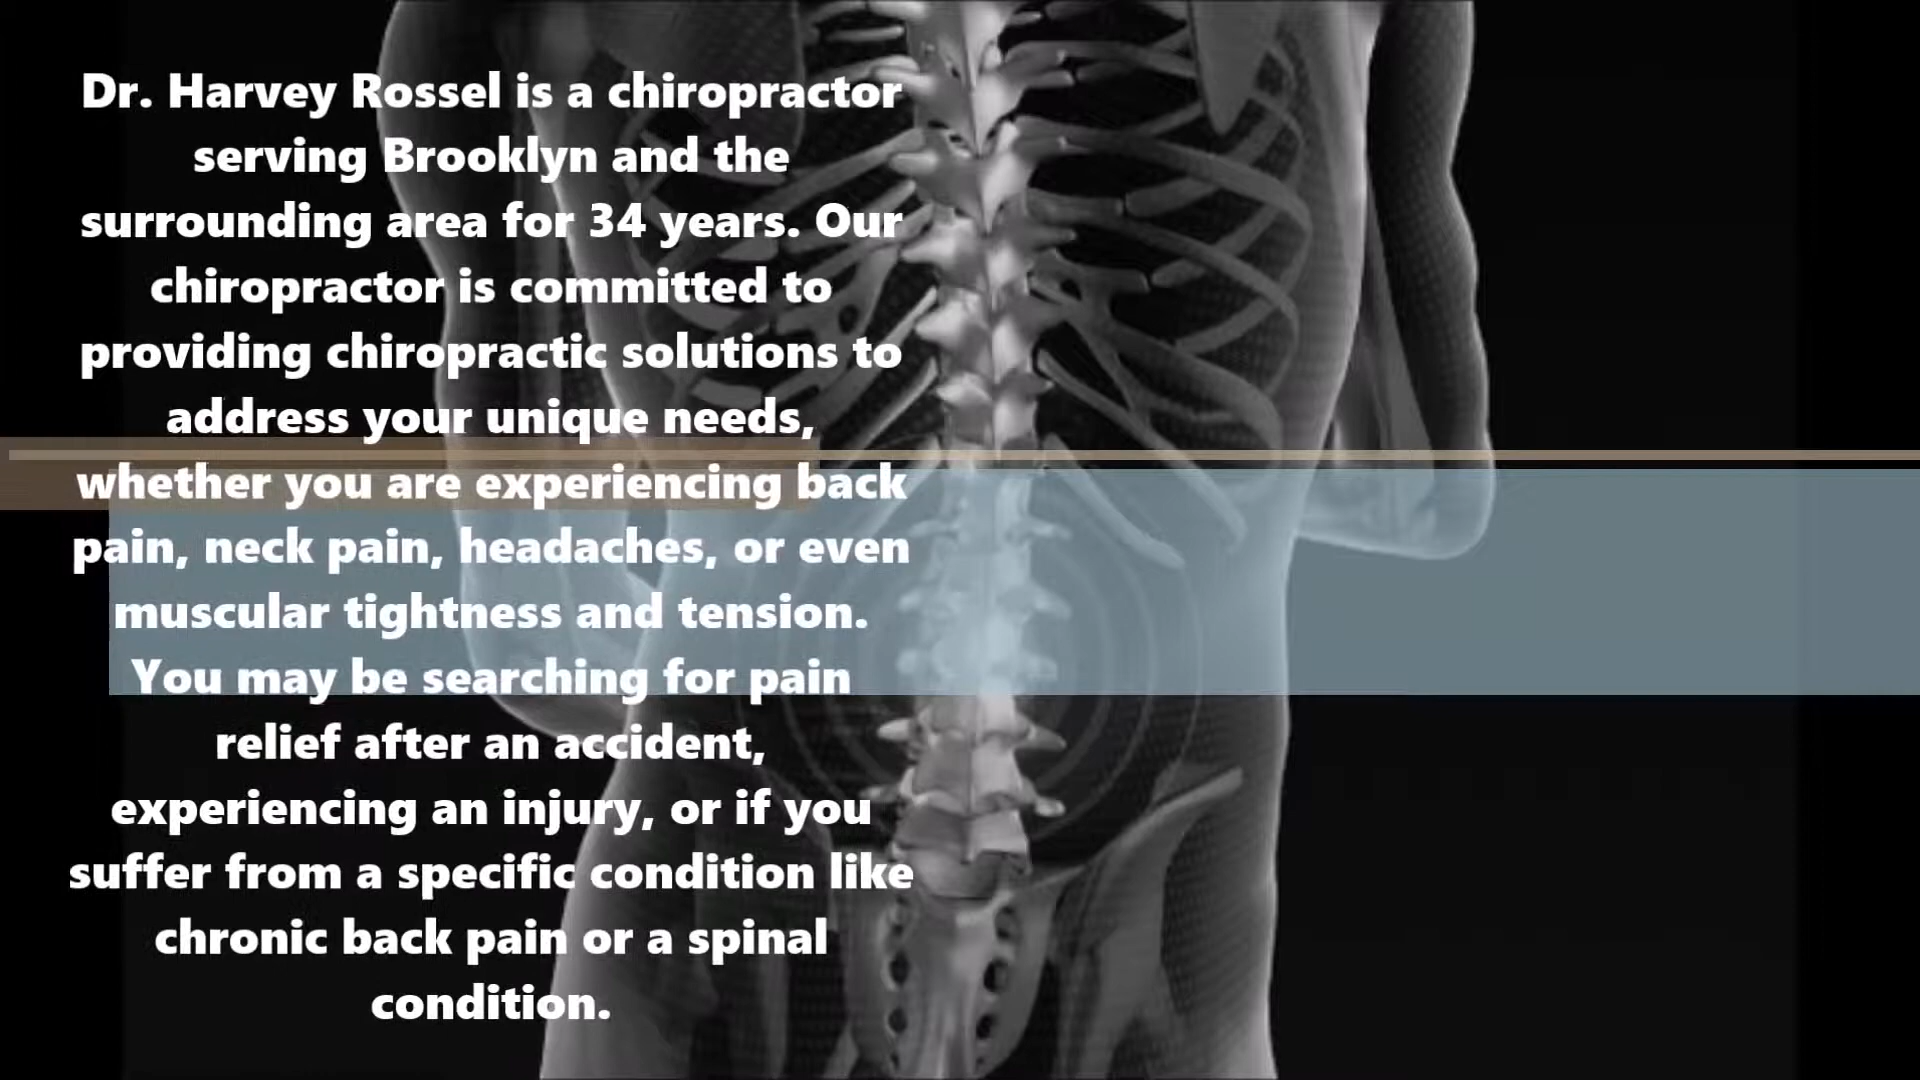 Dr. Harvey Rossel is a chiropractor
serving Brooklyn and the
surrounding area for 34 years. Our
chiropractor is committed to
providing chiropractic solutions to
address your unique needs,
whether you are experiencing back
pain, neck pain, headaches, or even
muscular tightness and tension.
You may be searching for pain
relief after an accident,
experiencing an injury, or if you
suffer from a specific condition like
chronic back pain or a spinal
condition.